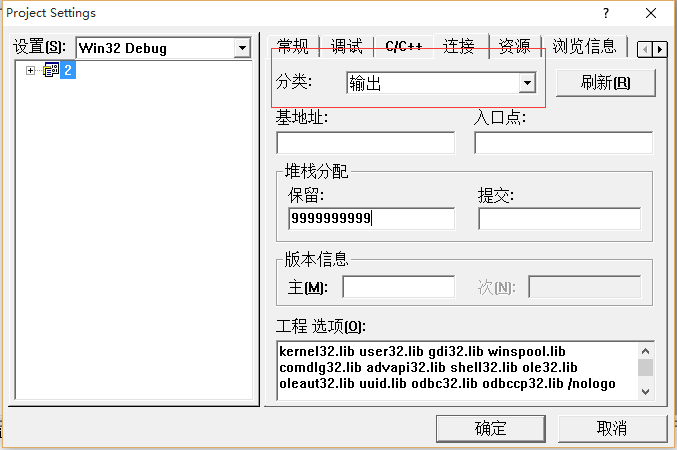 Project Settings
设置(S): Win32 Debug
2
常规 调试 C/C++ 连接 资源 浏览信息
分类: 输出 刷新(R)
基地址: 入口点:
堆栈分配
保留: 提交:
9999999999
版本信息
主(M): 次(N):
工程 选项(O):
kernel32.lib user32.lib gdi32.lib winspool.lib
comdlg32.lib advapi32.lib shell32.lib ole32.lib
oleaut32.lib uuid.lib odbc32.lib odbccp32.lib /nologo
确定 取消